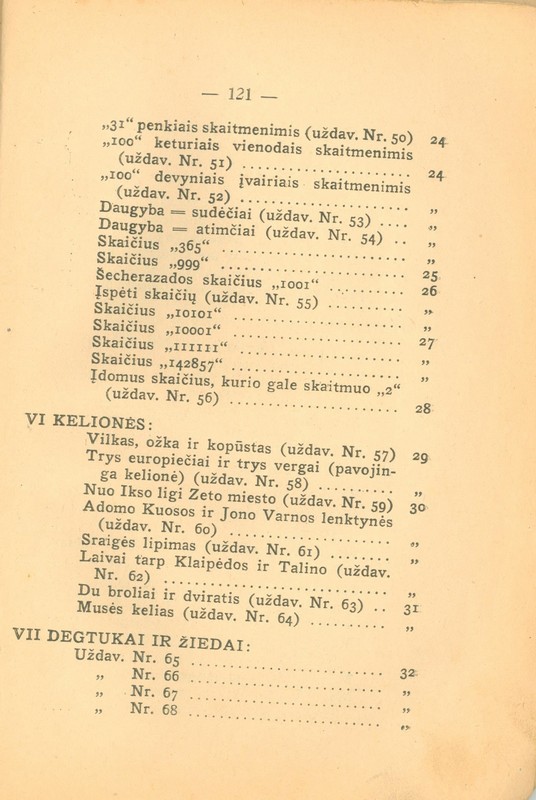 — 121 —
„31“ penkiais skaitmenimis (uždav. Nr. 50) 24
„100“ keturiais vienodais skaitmenimis
(uždav. Nr. 51) . . . . . . . . . . . . . . . . . . 24
„100“ devyniais įvairiais skaitmenimis
(uždav. Nr. 52) . . . . . . . . . . . . . . . . . . „
Daugyba = sudėčiai (uždav. Nr. 53) . . . . „
Daugyba = atimčiai (uždav. Nr. 54) . . „
Skaičius „365“ . . . . . . . . . . . . . . . . . . „
Skaičius „999“ . . . . . . . . . . . . . . . . . . 25
Šecherazados skaičius „1001“ . . . . . . . . 26
Įspėti skaičių (uždav. Nr. 55) . . . . . . . . „
Skaičius „10101“ . . . . . . . . . . . . . . . . „
Skaičius „10001“ . . . . . . . . . . . . . . . . 27
Skaičius „111111“ . . . . . . . . . . . . . . . . „
Skaičius „142857“ . . . . . . . . . . . . . . . . „
Įdomus skaičius, kurio gale skaitmuo „2“
(uždav. Nr. 56) . . . . . . . . . . . . . . . . . . 28
VI KELIONĖS:
Vilkas, ožka ir kopūstas (uždav. Nr. 57) 29
Trys europiečiai ir trys vergai (pavojin-
ga kelionė) (uždav. Nr. 58) . . . . . . . . . . „
Nuo Ikso ligi Zeto miesto (uždav. Nr. 59) 30
Adomo Kuosos ir Jono Varnos lenktynės
(uždav. Nr. 60) . . . . . . . . . . . . . . . . . . „
Sraigės lipimas (uždav. Nr. 61) . . . . . . . . „
Laivai tarp Klaipėdos ir Talino (uždav.
Nr. 62) . . . . . . . . . . . . . . . . . . . . . . „
Du broliai ir dviratis (uždav. Nr. 63) . . 31
Musės kelias (uždav. Nr. 64) . . . . . . . . . . „
VII DEGTUKAI IR ŽIEDAI:
Uždav. Nr. 65 . . . . . . . . . . . . . . . . . . 32
„ Nr. 66 . . . . . . . . . . . . . . . . . . „
„ Nr. 67 . . . . . . . . . . . . . . . . . . „
„ Nr. 68 . . . . . . . . . . . . . . . . . . „